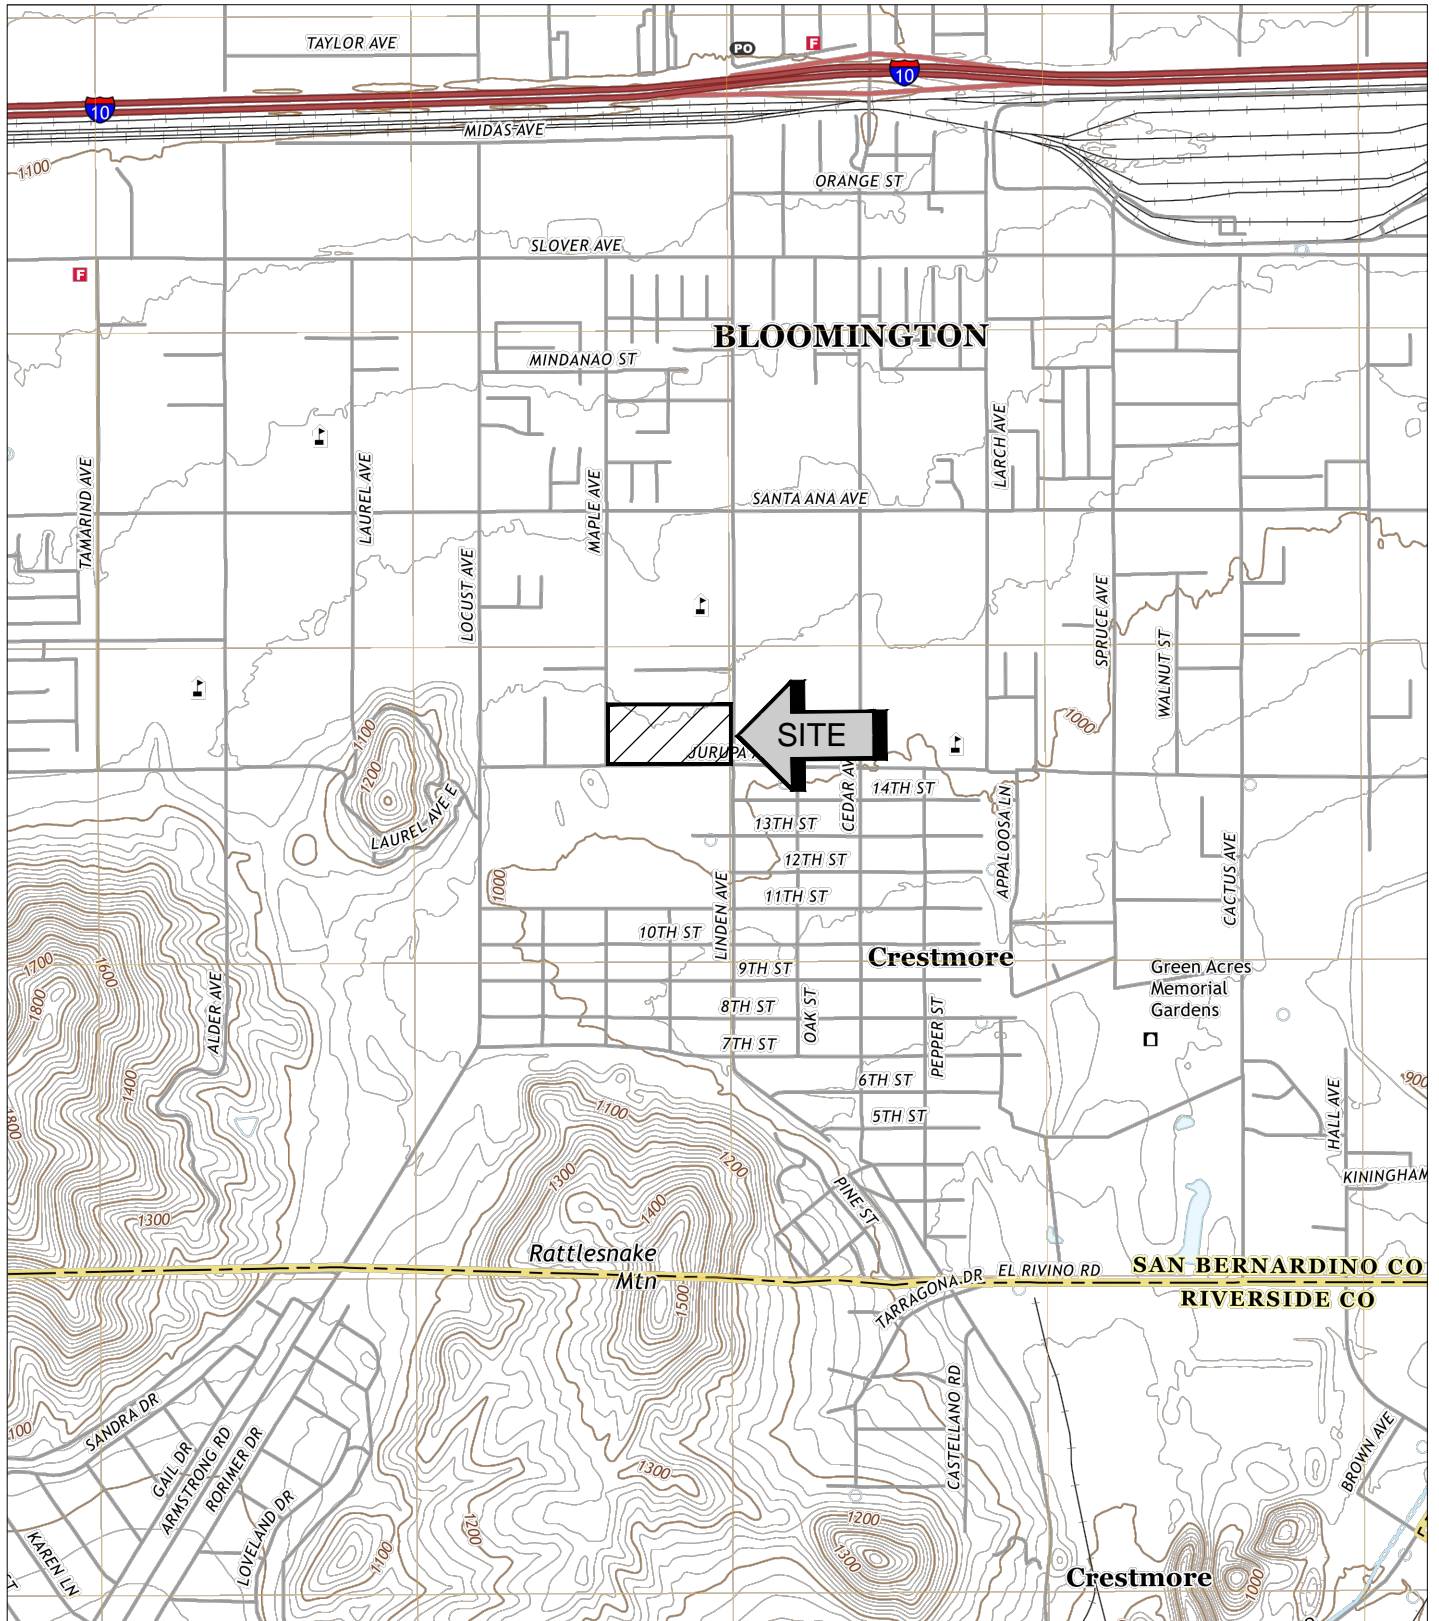 TAYLOR AVE
PO
F
10
10
MIDAS AVE
1100
ORANGE ST
SLOVER AVE
F
BLOOMINGTON
MINDANAO ST
LARCH AVE
TAMARIND AVE
LAUREL AVE
MAPLE AVE
SANTA ANA AVE
LOCUST AVE
SPRUCE AVE
WALNUT ST
1100
1000
SITE
JURUPA A
1200
CEDAR AV
14TH ST
LAUREL AVE E
13TH ST
APPALOOSA LN
12TH ST
CACTUS AVE
1000
11TH ST
LINDEN AVE
10TH ST
Crestmore
1700
1600
9TH ST
Green Acres
Memorial
Gardens
1800
ALDER AVE
8TH ST
OAK ST
PEPPER ST
7TH ST
6TH ST
900
1400
1100
5TH ST
HALL AVE
1800
1200
1300
KININGHAM
PINE ST
1400
1300
Rattlesnake
Mtn
EL RIVINO RD
SAN BERNARDINO CO
RIVERSIDE CO
TARRAGONA DR
1500
CASTELLANO RD
SANDRA DR
100
BROWN AVE
GAIL DR
ARMSTRONG RD
RORIMER DR
1300
LOVELAND DR
1200
1200
1300
1100
KAREN LN
ST
Crestmore
1000